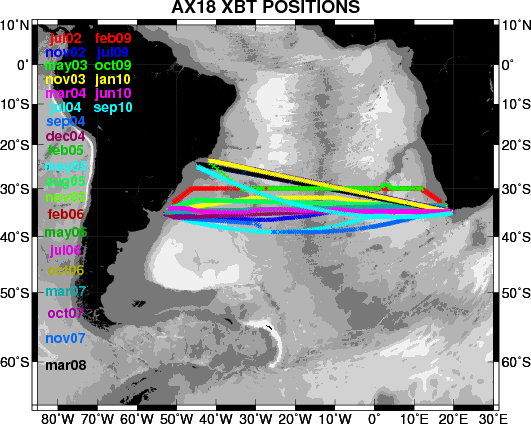 AX18 XBT POSITIONS
10°N 10°N
jul02 feb09
nov02 jul09
0° may03 oct09 0°
nov03 jan10
mar04 jun10
10°S jul04 sep10 10°S
sep04
dec04
20°S feb05 20°S
may05
aug05
30°S nov05 30°S
feb06
may06
40°S 40°S
jul06
oct06
50°S mar07 50°S
oct07
nov07
60°S mar08 60°S
80°W 70°W 60°W 50°W 40°W 30°W 20°W 10°W 0° 10°E 20°E 30°E